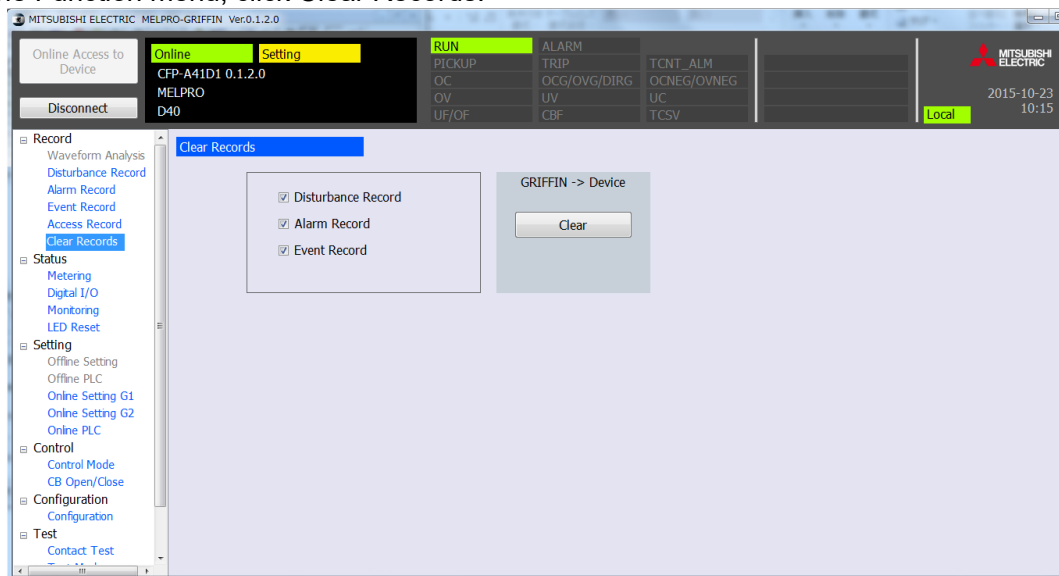 Function menu, click Clear Records.
MITSUBISHI ELECTRIC MELPRO-GRIFFIN Ver.0.1.2.0
Online Access to
Device
Disconnect
Online Setting
CFP-A41D1 0.1.2.0
MELPRO
D40
RUN ALARM
PICKUP TRIP TCNT_ALM
OC OCG/OVG/DIRG OCNEG/OVNEG
OV UV UC
UF/OF CBF TCSV
MITSUBISHI
ELECTRIC
2015-10-23
10:15
Local
Record
Waveform Analysis
Disturbance Record
Alarm Record
Event Record
Access Record
Clear Records
Status
Metering
Digital I/O
Monitoring
LED Reset
Setting
Offline Setting
Offline PLC
Online Setting G1
Online Setting G2
Online PLC
Control
Control Mode
CB Open/Close
Configuration
Configuration
Test
Contact Test
Clear Records
Disturbance Record
Alarm Record
Event Record
GRIFFIN -> Device
Clear